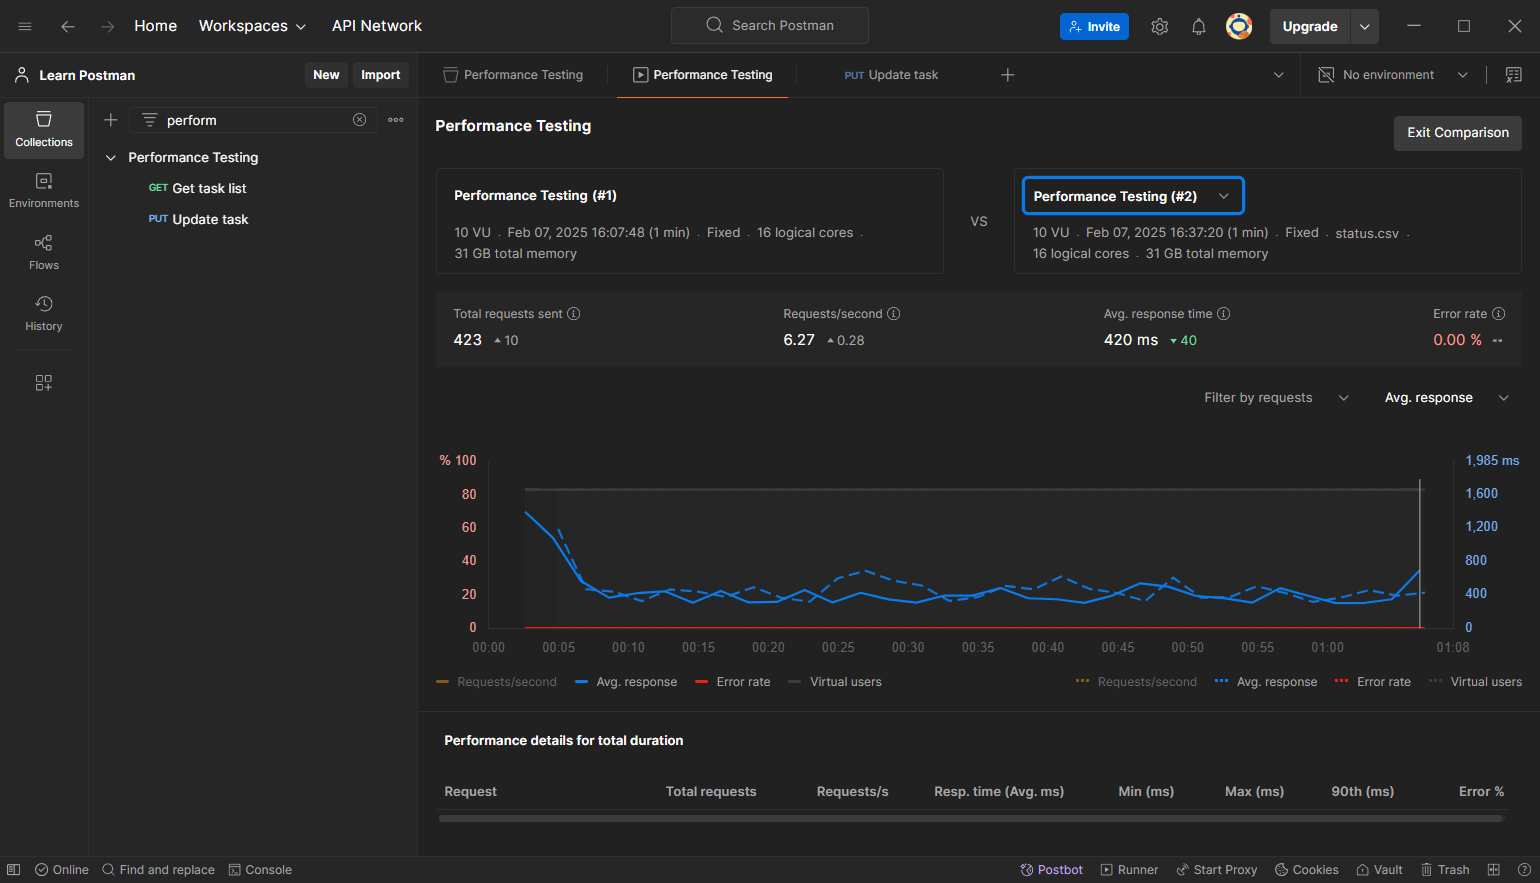 Home Workspaces API Network Search Postman Invite Upgrade
Learn Postman New Import Performance Testing Performance Testing PUT Update task No environment
Collections
Environments
Flows
History
perform
Performance Testing
GET Get task list
PUT Update task
Performance Testing
Exit Comparison
Performance Testing (#1)
10 VU . Feb 07, 2025 16:07:48 (1 min) . Fixed . 16 logical cores .
31 GB total memory
VS
Performance Testing (#2)
10 VU . Feb 07, 2025 16:37:20 (1 min) . Fixed . status.csv .
16 logical cores . 31 GB total memory
Total requests sent Requests/second Avg. response time Error rate
423 10 6.27 0.28 420 ms 40 0.00 % --
Filter by requests Avg. response
% 100 1,985 ms
80 1,600
60 1,200
40 800
20 400
0 0
00:00 00:05 00:10 00:15 00:20 00:25 00:30 00:35 00:40 00:45 00:50 00:55 01:00 01:08
Requests/second Avg. response Error rate Virtual users Requests/second Avg. response Error rate Virtual users
Performance details for total duration
Request Total requests Requests/s Resp. time (Avg. ms) Min (ms) Max (ms) 90th (ms) Error %
Online Find and replace Console Postbot Runner Start Proxy Cookies Vault Trash